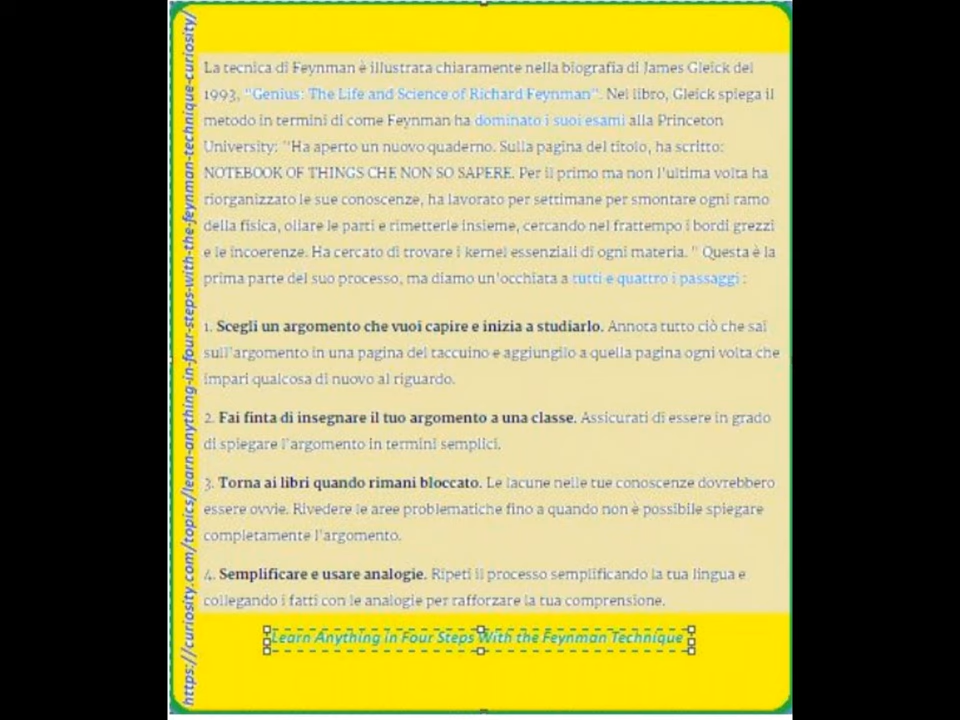 https://curiosity.com/topics/learn-anything-in-four-steps-with-the-feynman-technique-curiosity/
La tecnica di Feynman è illustrata chiaramente nella biografia di James Gleick del
1993, "Genius: The Life and Science of Richard Feynman". Nel libro, Gleick spiega il
metodo in termini di come Feynman ha dominato i suoi esami alla Princeton
University: "Ha aperto un nuovo quaderno. Sulla pagina del titolo, ha scritto:
NOTEBOOK OF THINGS CHE NON SO SAPERE. Per il primo ma non l'ultima volta ha
riorganizzato le sue conoscenze, ha lavorato per settimane per smontare ogni ramo
della fisica, oliare le parti e rimetterle insieme, cercando nel frattempo i bordi grezzi
e le incoerenze. Ha cercato di trovare i kernel essenziali di ogni materia. " Questa è la
prima parte del suo processo, ma diamo un'occhiata a tutti e quattro i passaggi :
1. Scegli un argomento che vuoi capire e inizia a studiarlo. Annota tutto ciò che sai
sull'argomento in una pagina del taccuino e aggiungilo a quella pagina ogni volta che
impari qualcosa di nuovo al riguardo.
2. Fai finta di insegnare il tuo argomento a una classe. Assicurati di essere in grado
di spiegare l'argomento in termini semplici.
3. Torna ai libri quando rimani bloccato. Le lacune nelle tue conoscenze dovrebbero
essere ovvie. Rivedere le aree problematiche fino a quando non è possibile spiegare
completamente l'argomento.
4. Semplificare e usare analogie. Ripeti il processo semplificando la tua lingua e
collegando i fatti con le analogie per rafforzare la tua comprensione.
Learn Anything in Four Steps With the Feynman Technique